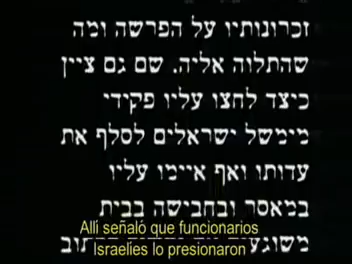 זכרונותיו על הפרשה ומה
שהתלוה אליה. שם גם ציין
כיצד לחצו עליו פקידי
מימשל ישראלים לסלף את
עדותו ואף איימו עליו
במאסר ובחבישה בבית
Allí señaló que funcionarios
Israelíes lo presionaron